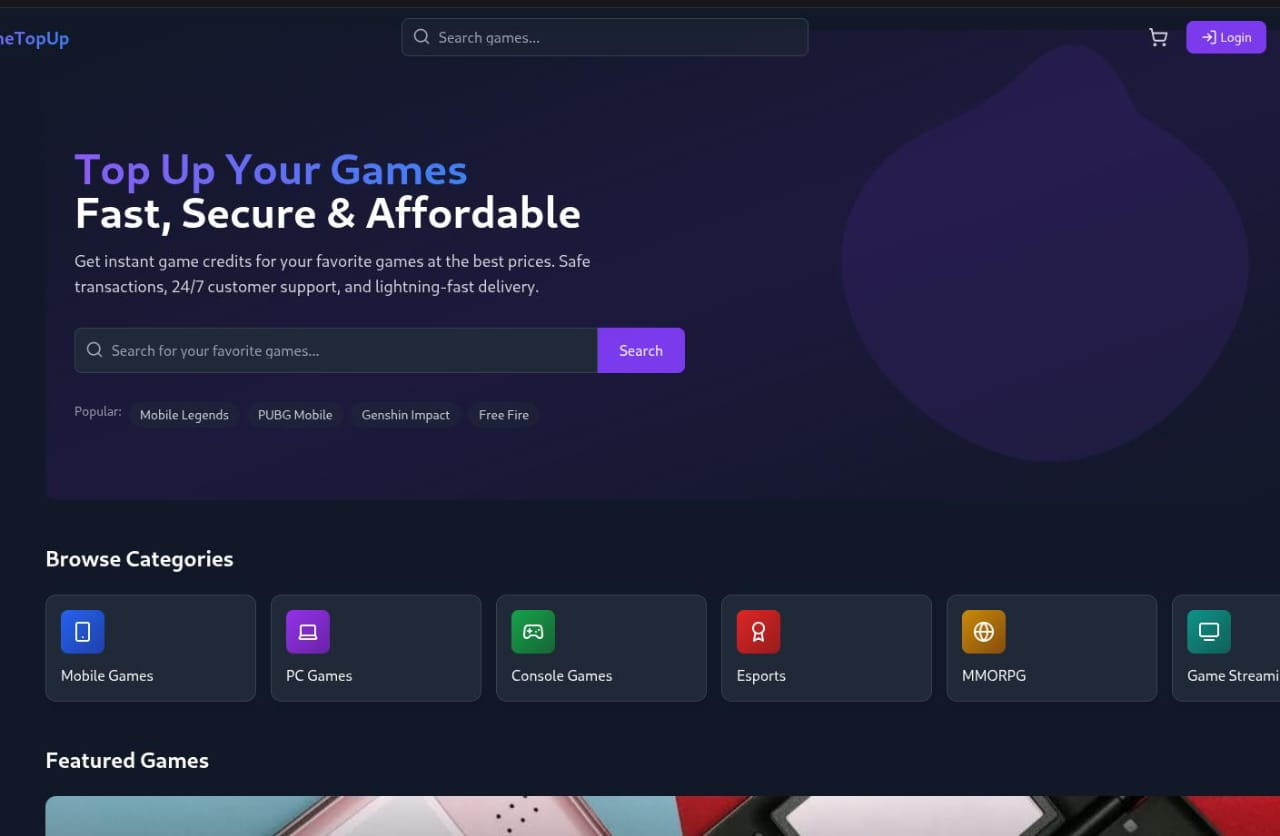 eTopUp
Search games...
Login
Top Up Your Games
Fast, Secure & Affordable
Get instant game credits for your favorite games at the best prices. Safe
transactions, 24/7 customer support, and lightning-fast delivery.
Search for your favorite games...
Search
Popular:
Mobile Legends
PUBG Mobile
Genshin Impact
Free Fire
Browse Categories
Mobile Games
PC Games
Console Games
Esports
MMORPG
Game Streami
Featured Games